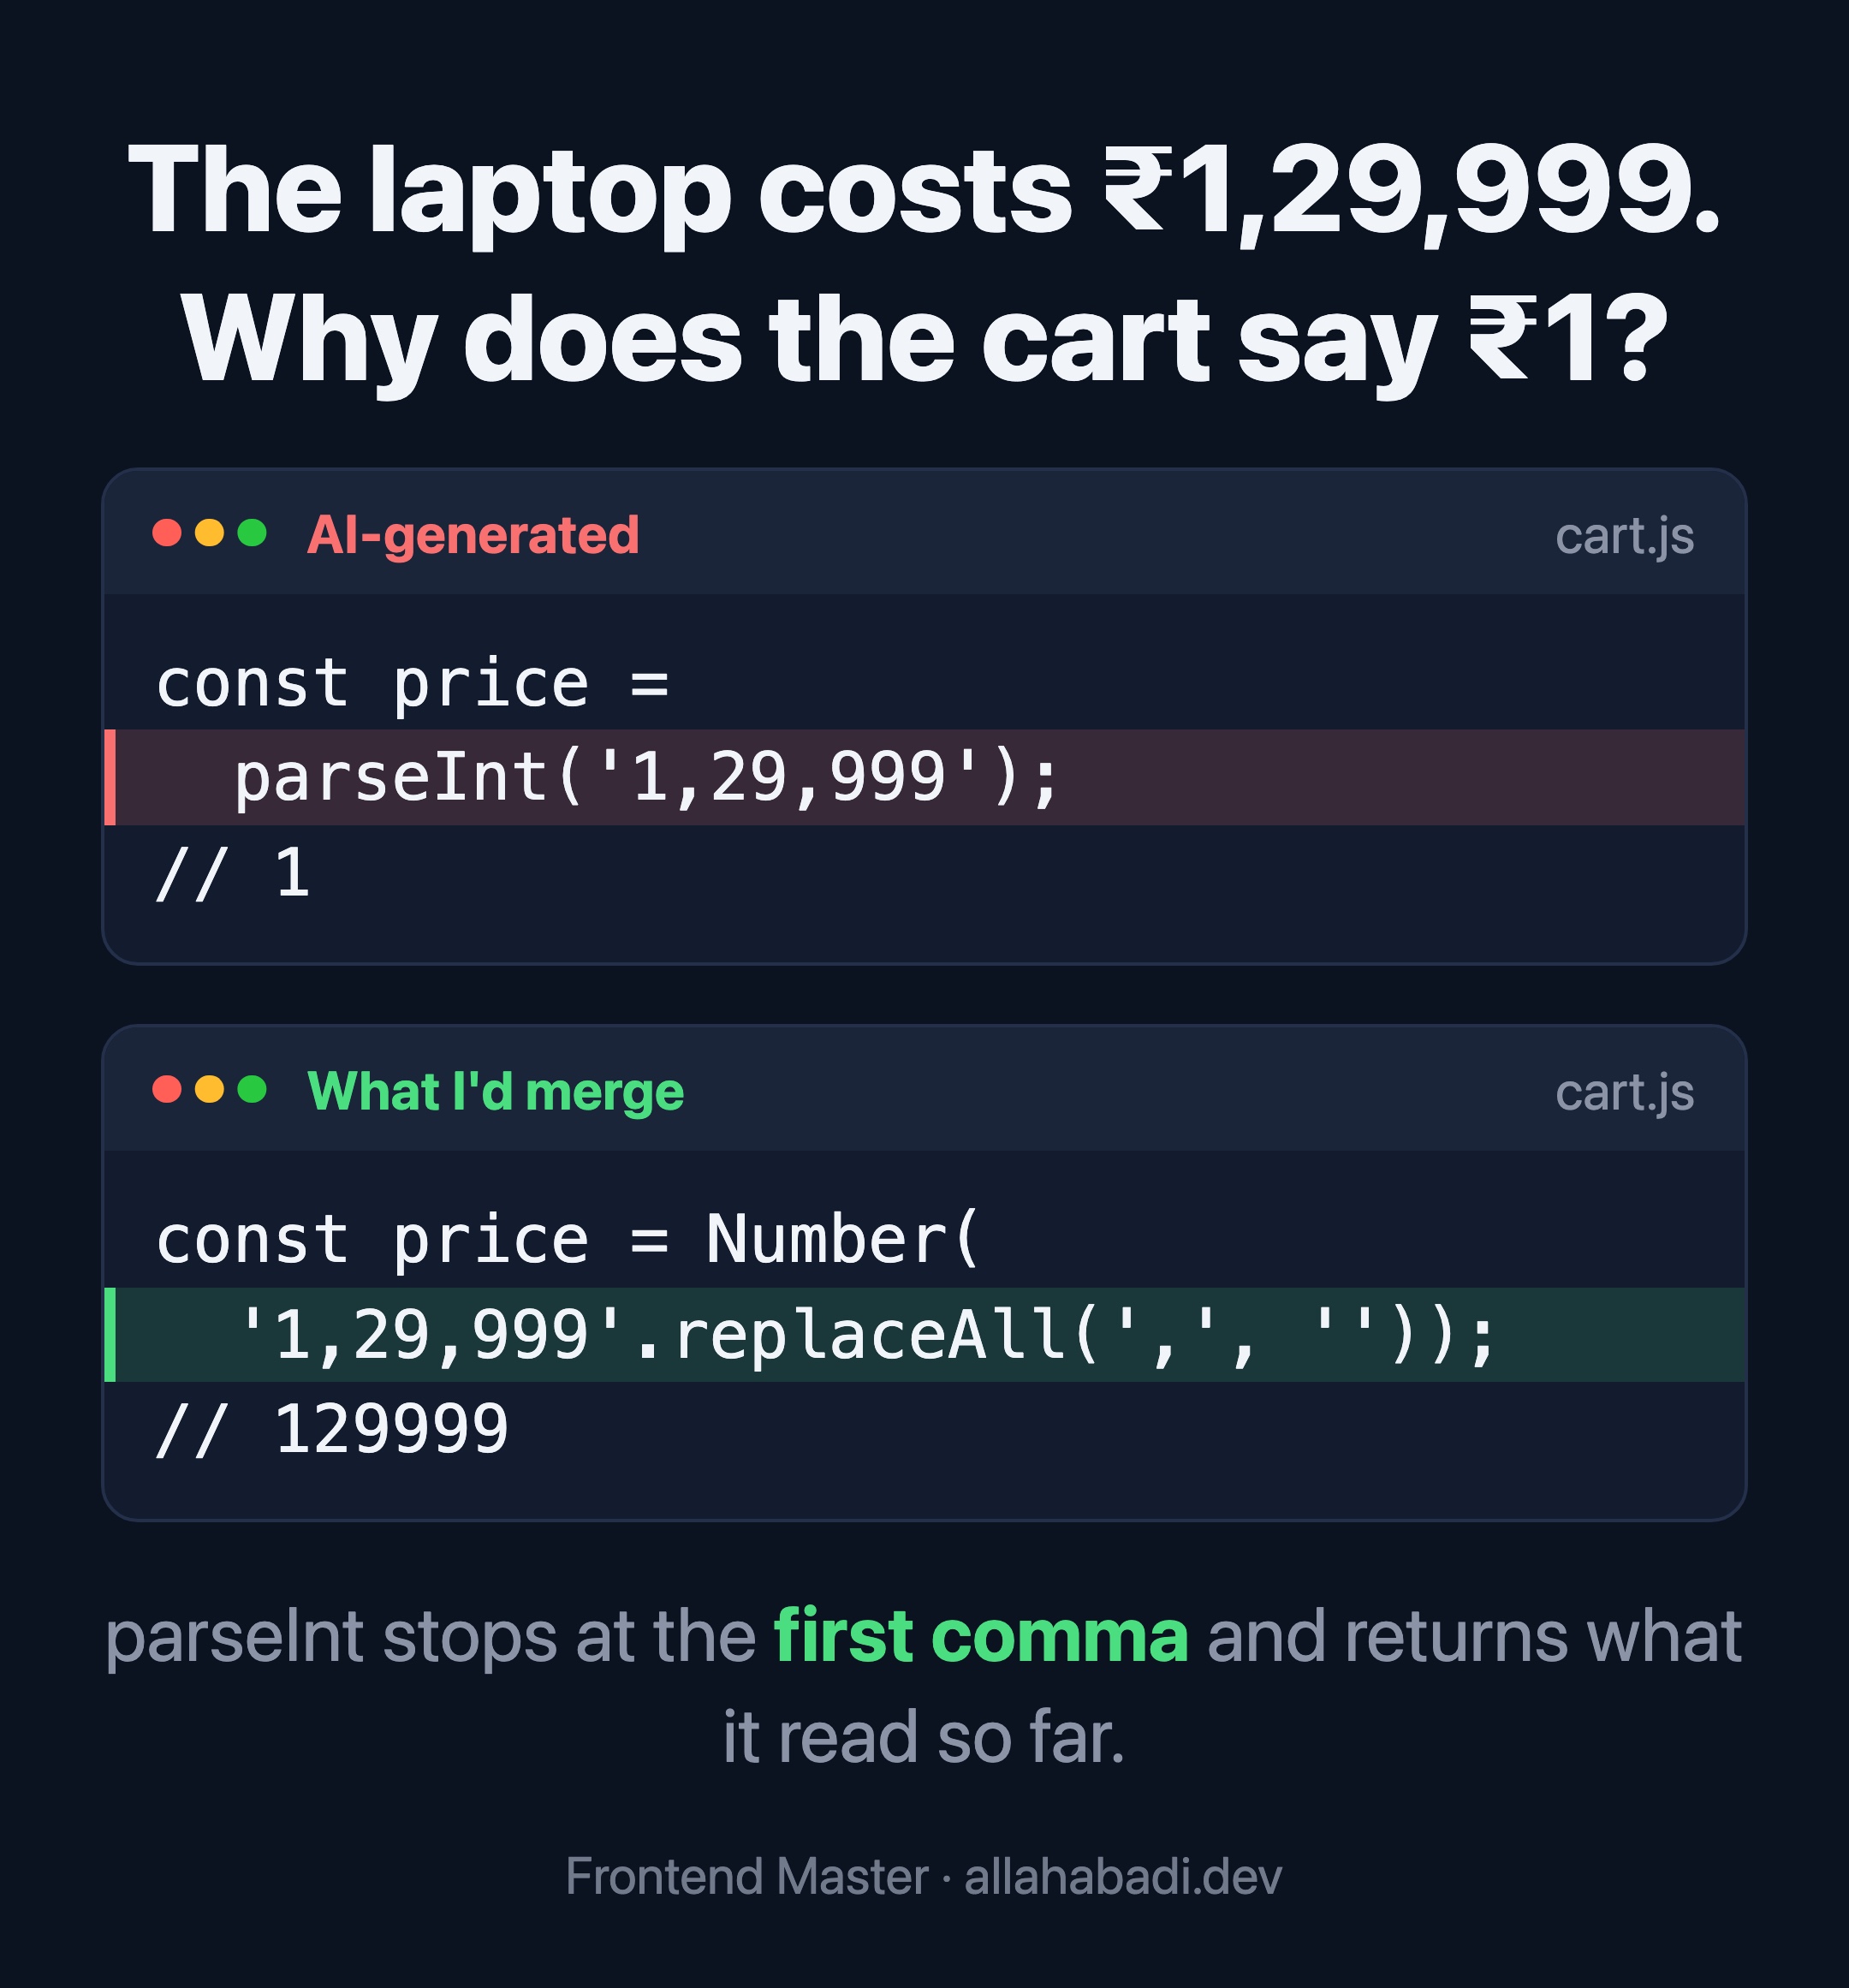 The laptop costs ₹1,29,999.
Why does the cart say ₹1?
AI-generated
cart.js
const price =
  parseInt('1,29,999');
// 1
What I'd merge
cart.js
const price = Number(
  '1,29,999'.replaceAll(',', ''));
// 129999
parseInt stops at the first comma and returns what
it read so far.
Frontend Master · allahabadi.dev